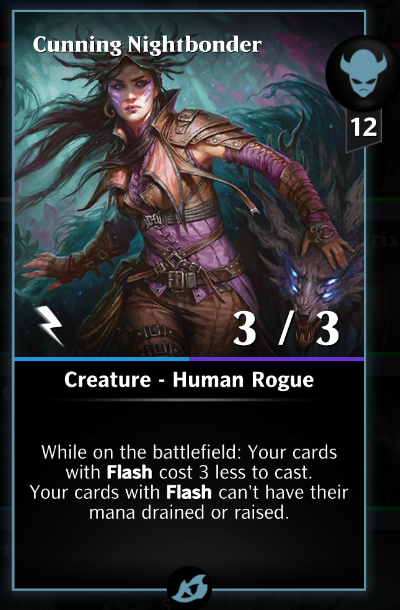 Cunning Nightbonder
12
3 / 3
Creature - Human Rogue
While on the battlefield: Your cards
with Flash cost 3 less to cast.
Your cards with Flash can't have their
mana drained or raised.